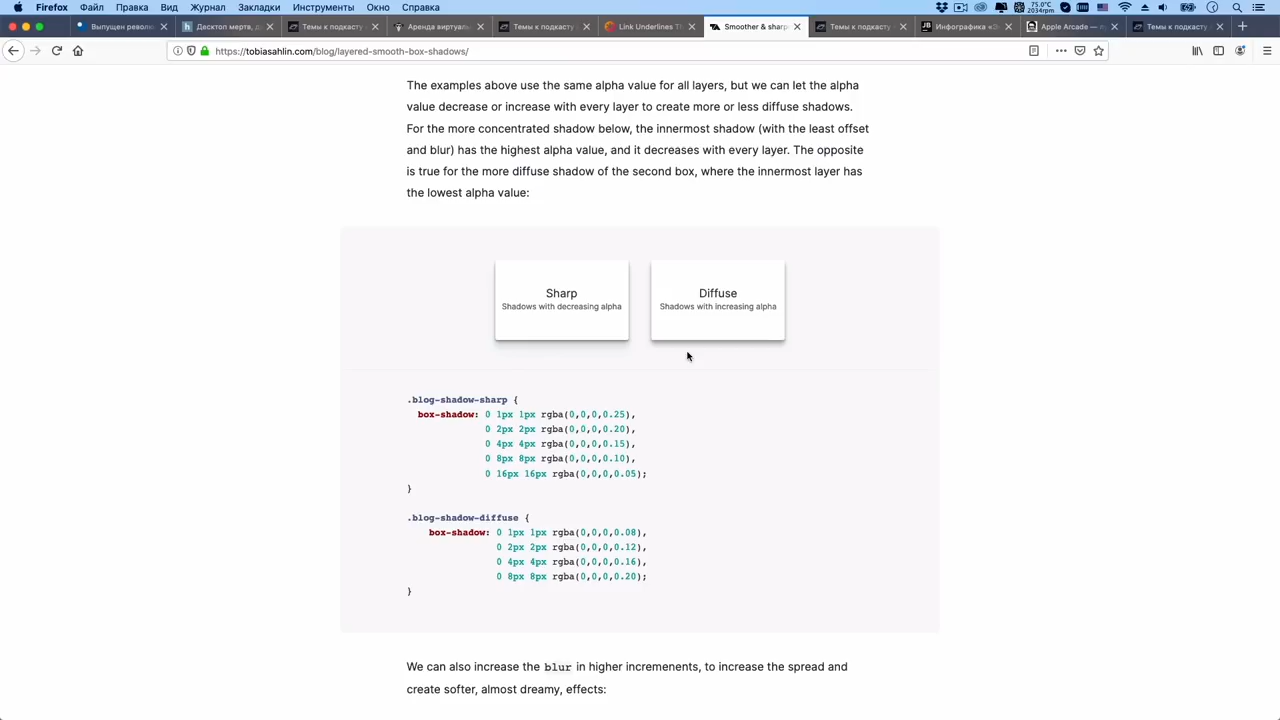 Firefox Файл Правка Вид Журнал Закладки Инструменты Окно Справка
75.0°C
2034rpm
Выпущен револю
Десктоп мертв, д
Темы к подкасту
Аренда виртуаль
Темы к подкасту
Link Underlines Th
Smoother & sharp
Темы к подкасту
Инфографика «Э
Apple Arcade — п
Темы к подкасту
https://tobiasahlin.com/blog/layered-smooth-box-shadows/
The examples above use the same alpha value for all layers, but we can let the alpha
value decrease or increase with every layer to create more or less diffuse shadows.
For the more concentrated shadow below, the innermost shadow (with the least offset
and blur) has the highest alpha value, and it decreases with every layer. The opposite
is true for the more diffuse shadow of the second box, where the innermost layer has
the lowest alpha value:
Sharp
Shadows with decreasing alpha
Diffuse
Shadows with increasing alpha
.blog-shadow-sharp {
box-shadow: 0 1px 1px rgba(0,0,0,0.25),
0 2px 2px rgba(0,0,0,0.20),
0 4px 4px rgba(0,0,0,0.15),
0 8px 8px rgba(0,0,0,0.10),
0 16px 16px rgba(0,0,0,0.05);
}
.blog-shadow-diffuse {
box-shadow: 0 1px 1px rgba(0,0,0,0.08),
0 2px 2px rgba(0,0,0,0.12),
0 4px 4px rgba(0,0,0,0.16),
0 8px 8px rgba(0,0,0,0.20);
}
We can also increase the blur in higher incremenents, to increase the spread and
create softer, almost dreamy, effects: